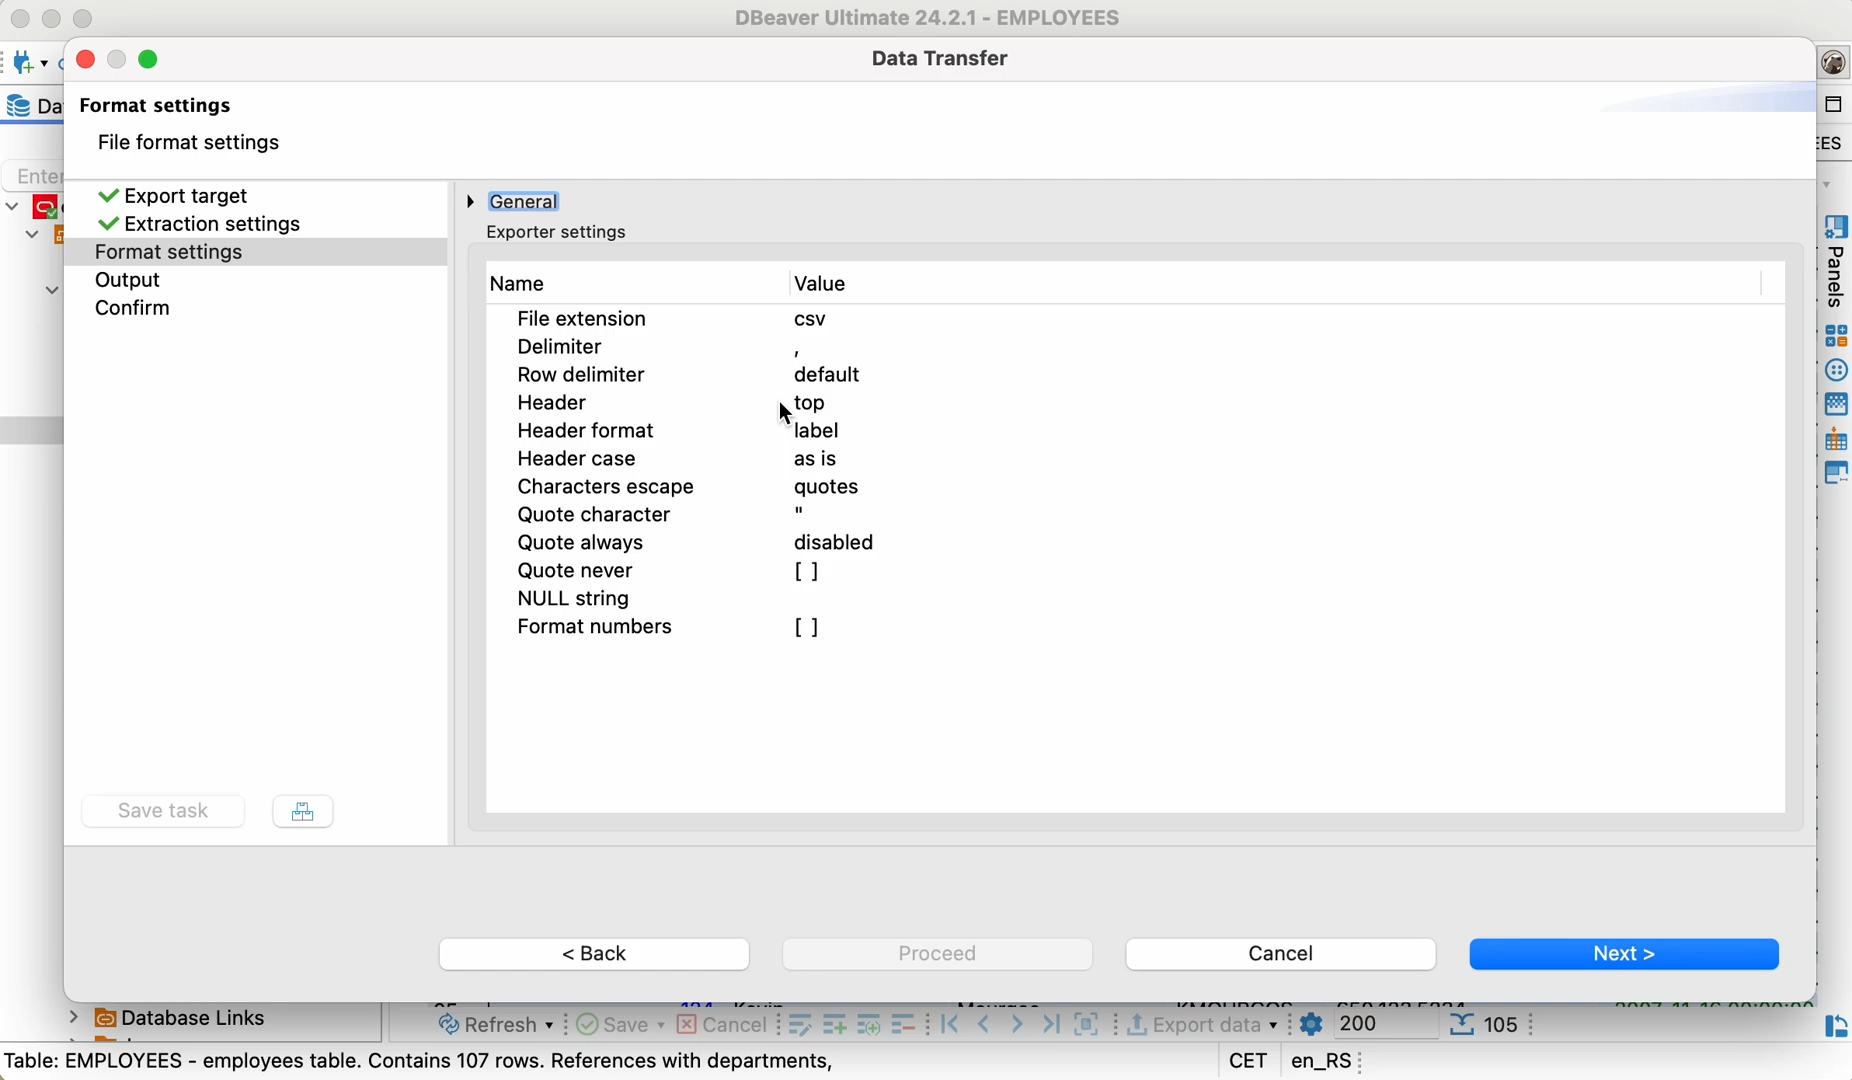 DBeaver Ultimate 24.2.1 - EMPLOYEES
Data Transfer
Da
Format settings
File format settings
EES
Enter
Export target
Extraction settings
Format settings
Output
Confirm
General
Exporter settings
Name Value
File extension csv
Delimiter ,
Row delimiter default
Header top
Header format label
Header case as is
Characters escape quotes
Quote character "
Quote always disabled
Quote never [ ]
NULL string
Format numbers [ ]
Panels
Save task
< Back Proceed Cancel Next >
Database Links
Refresh Save Cancel Export data 200 105
Table: EMPLOYEES - employees table. Contains 107 rows. References with departments,
CET en_RS